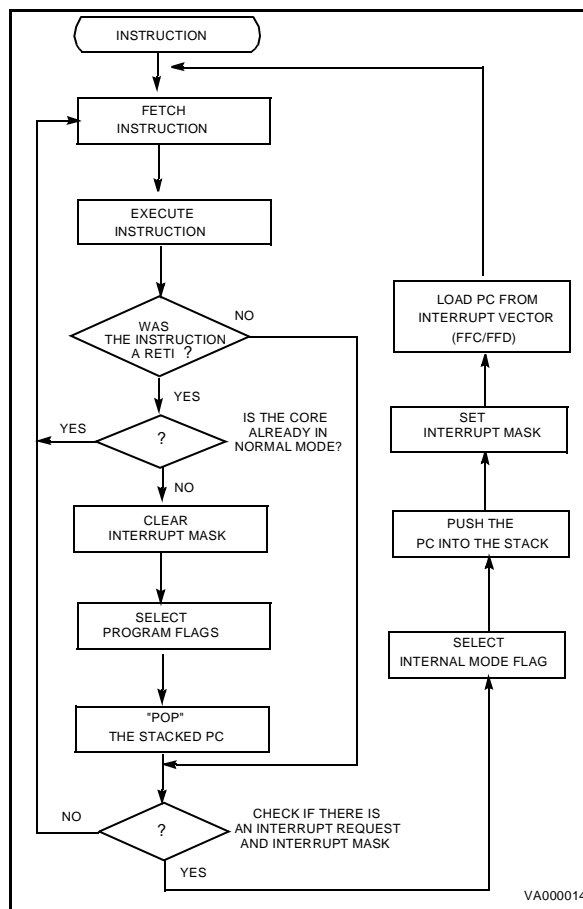 INSTRUCTION
FETCH
INSTRUCTION
EXECUTE
INSTRUCTION
WAS
THE INSTRUCTION
A RETI ?
NO
YES
?
IS THE CORE
ALREADY IN
NORMAL MODE?
YES
NO
CLEAR
INTERRUPT MASK
SELECT
PROGRAM FLAGS
"POP"
THE STACKED PC
?
CHECK IF THERE IS
AN INTERRUPT REQUEST
AND INTERRUPT MASK
NO
YES
SELECT
INTERNAL MODE FLAG
PUSH THE
PC INTO THE STACK
SET
INTERRUPT MASK
LOAD PC FROM
INTERRUPT VECTOR
(FFC/FFD)
VA000014